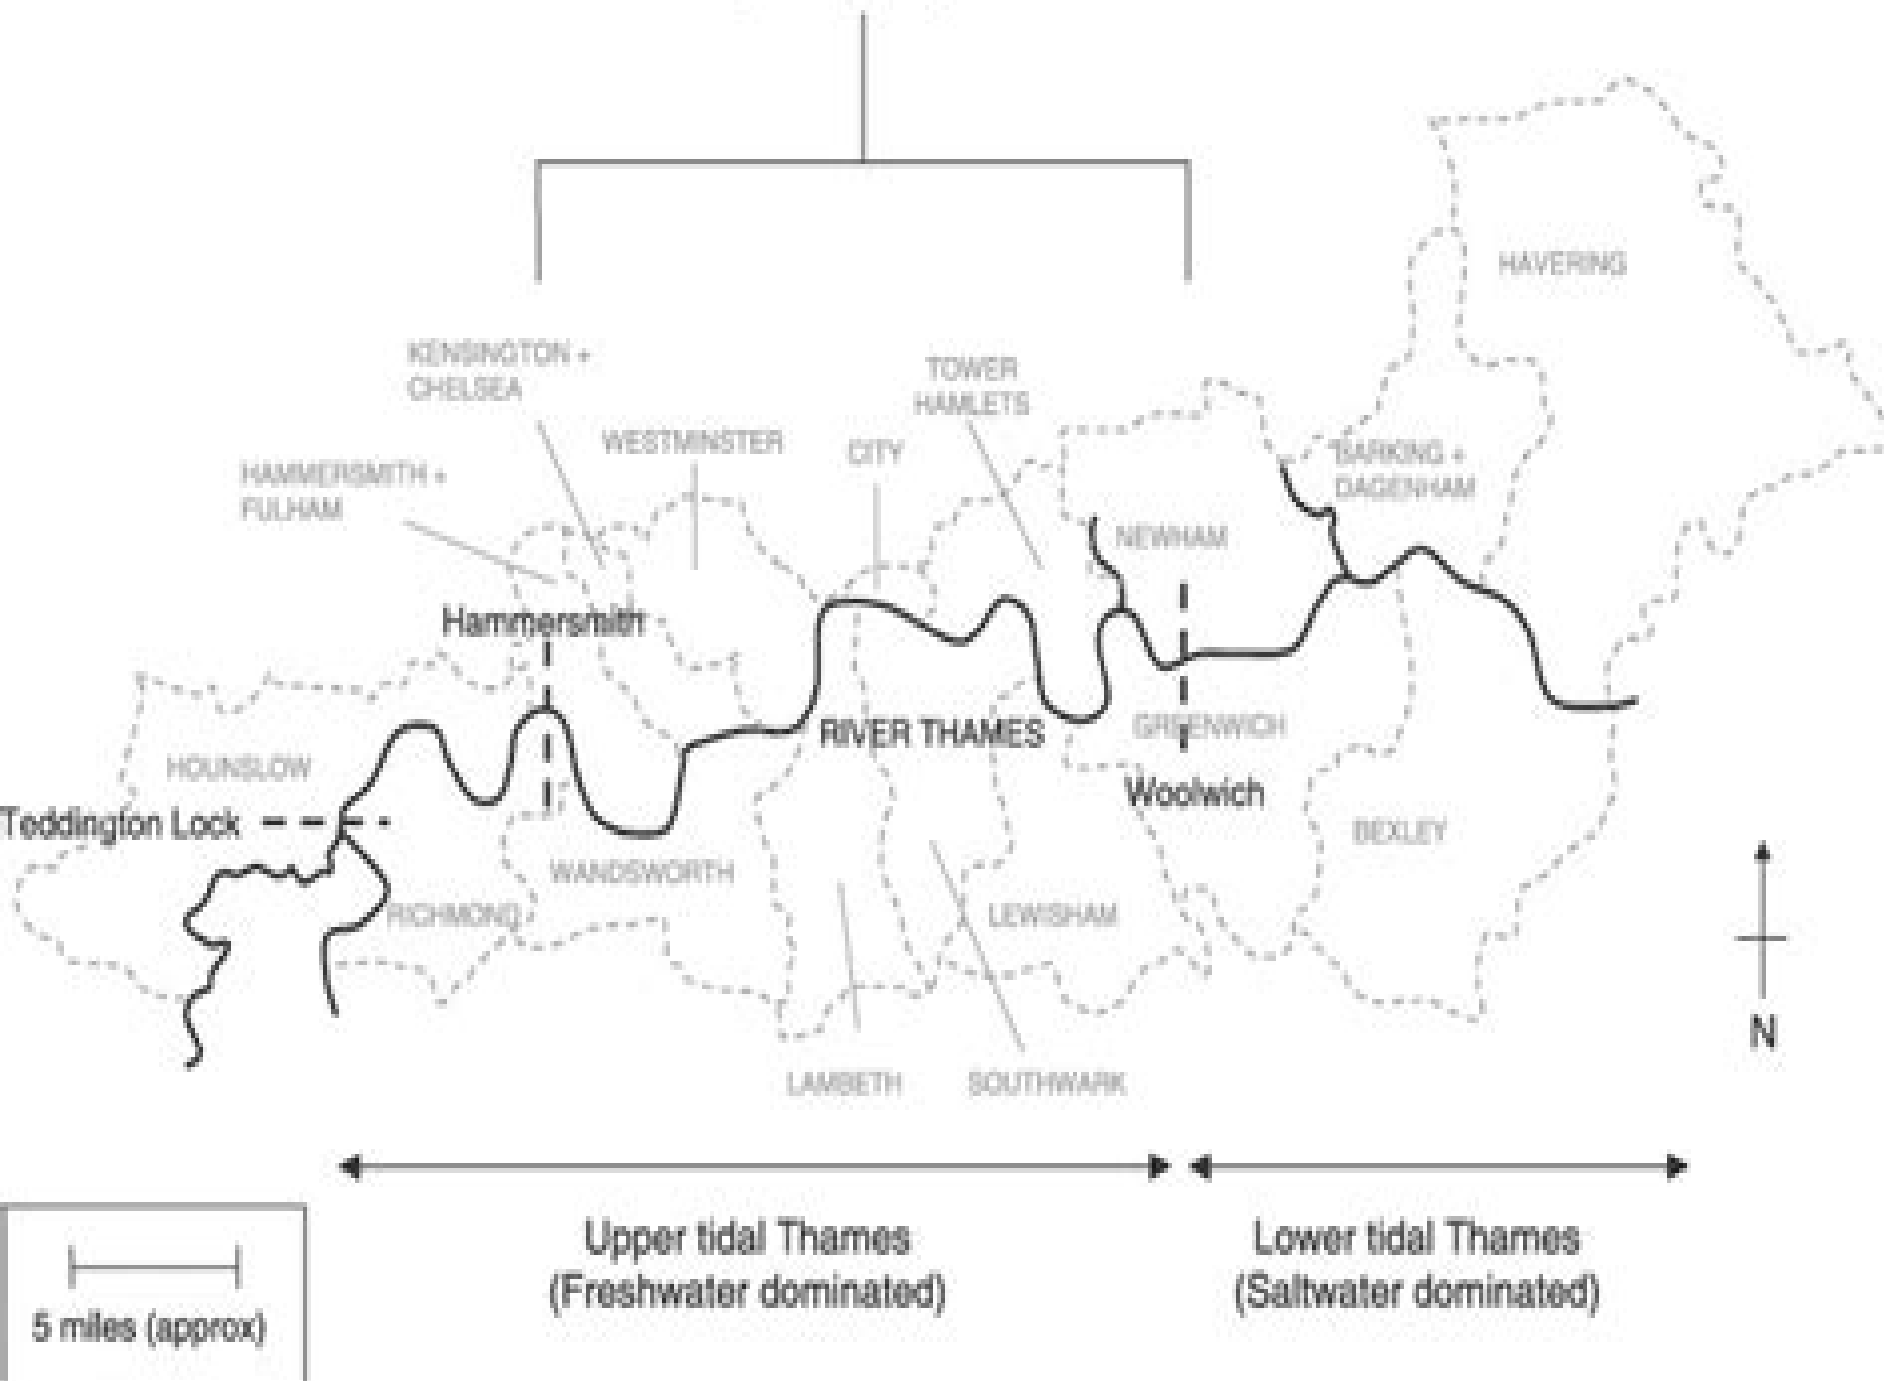 HAVERING
KENSINGTON +
CHELSEA
TOWER
HAMLETS
WESTMINSTER
CITY
BARKING +
DAGENHAM
HAMMERSMITH +
FULHAM
NEWHAM
Hammersmith
RIVER THAMES
GREENWICH
HOUNSLOW
Woolwich
Teddington Lock
BEXLEY
WANDSWORTH
RICHMOND
LEWISHAM
N
LAMBETH
SOUTHWARK
Upper tidal Thames
(Freshwater dominated)
Lower tidal Thames
(Saltwater dominated)
5 miles (approx)